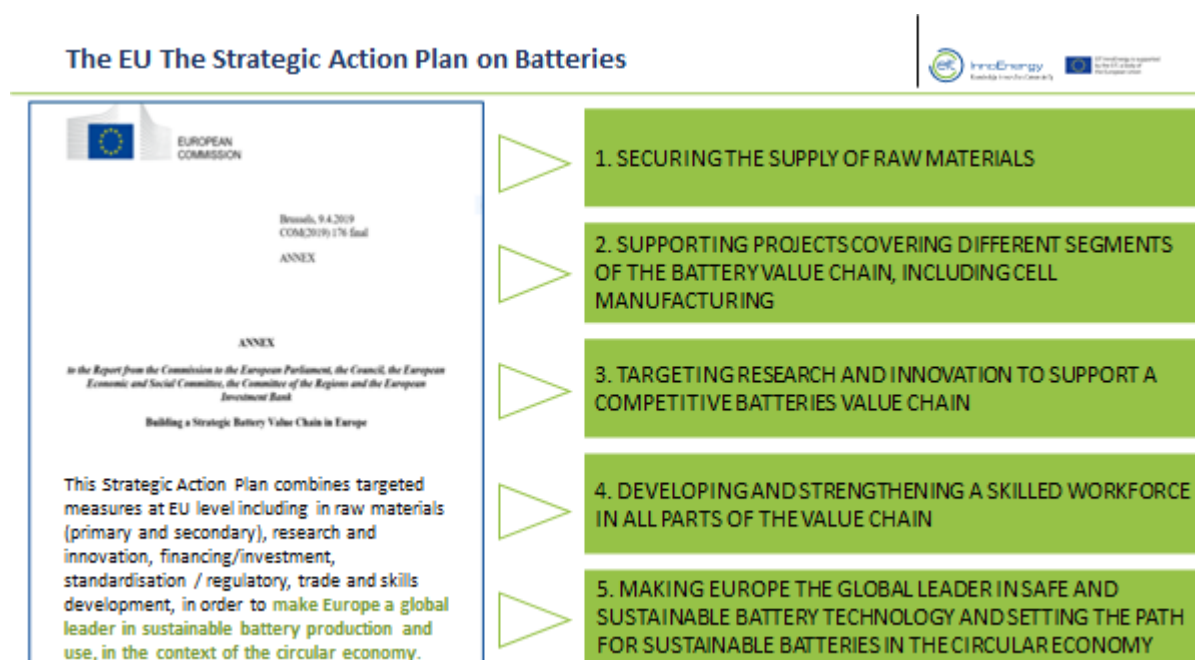 The EU The Strategic Action Plan on Batteries
InnoEnergy
EUROPEAN
COMMISSION
Brussels, 9.4.2019
COM(2019) 176 final
ANNEX
ANNEX
to the Report from the Commission to the European Parliament, the Council, the European
Economic and Social Committee, the Committee of the Regions and the European
Investment Bank
Building a Strategic Battery Value Chain in Europe
This Strategic Action Plan combines targeted
measures at EU level including in raw materials
(primary and secondary), research and
innovation, financing/investment,
standardisation / regulatory, trade and skills
development, in order to make Europe a global
leader in sustainable battery production and
use, in the context of the circular economy.
1. SECURING THE SUPPLY OF RAW MATERIALS
2. SUPPORTING PROJECTS COVERING DIFFERENT SEGMENTS
OF THE BATTERY VALUE CHAIN, INCLUDING CELL
MANUFACTURING
3. TARGETING RESEARCH AND INNOVATION TO SUPPORT A
COMPETITIVE BATTERIES VALUE CHAIN
4. DEVELOPING AND STRENGTHENING A SKILLED WORKFORCE
IN ALL PARTS OF THE VALUE CHAIN
5. MAKING EUROPE THE GLOBAL LEADER IN SAFE AND
SUSTAINABLE BATTERY TECHNOLOGY AND SETTING THE PATH
FOR SUSTAINABLE BATTERIES IN THE CIRCULAR ECONOMY